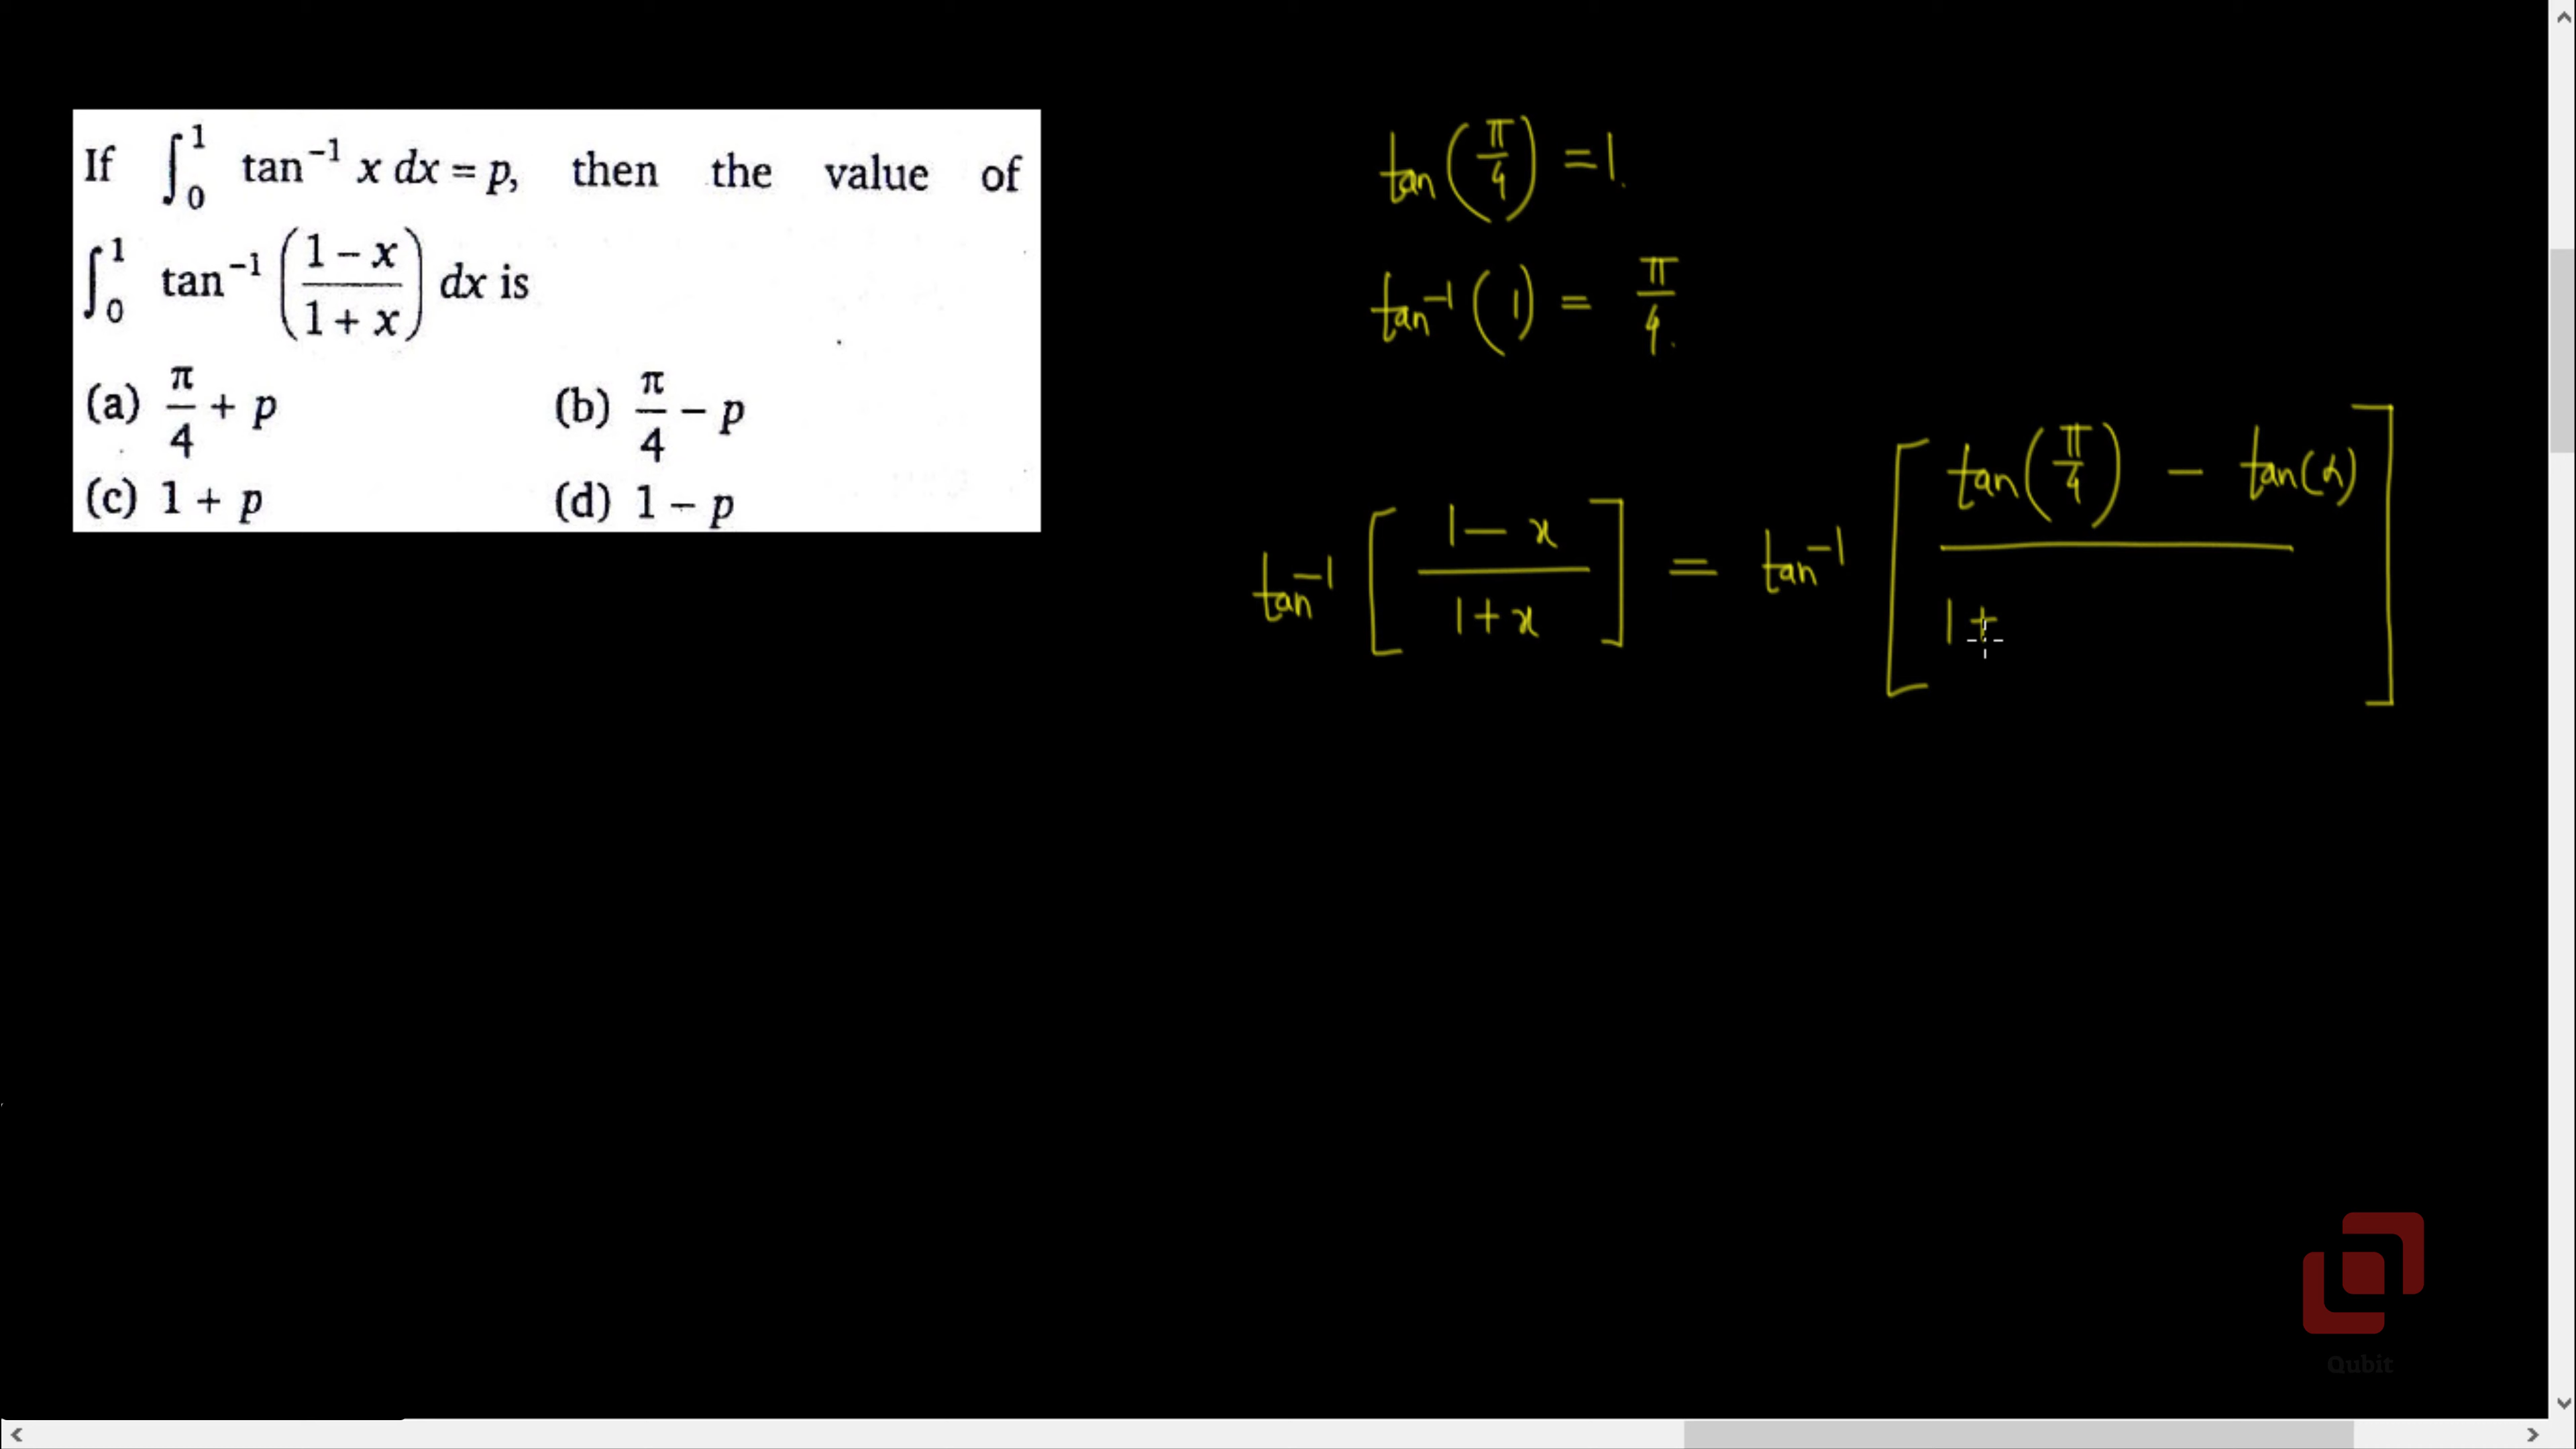 If ∫₀¹ tan⁻¹ x dx = p, then the value of
∫₀¹ tan⁻¹ ((1 − x)/(1 + x)) dx is
(a) π/4 + p (b) π/4 − p
(c) 1 + p (d) 1 − p
tan(π/4) = 1.
tan⁻¹(1) = π/4.
tan⁻¹[(1 − x)/(1 + x)] = tan⁻¹[(tan(π/4) − tan(x))/(1 +
Qubit